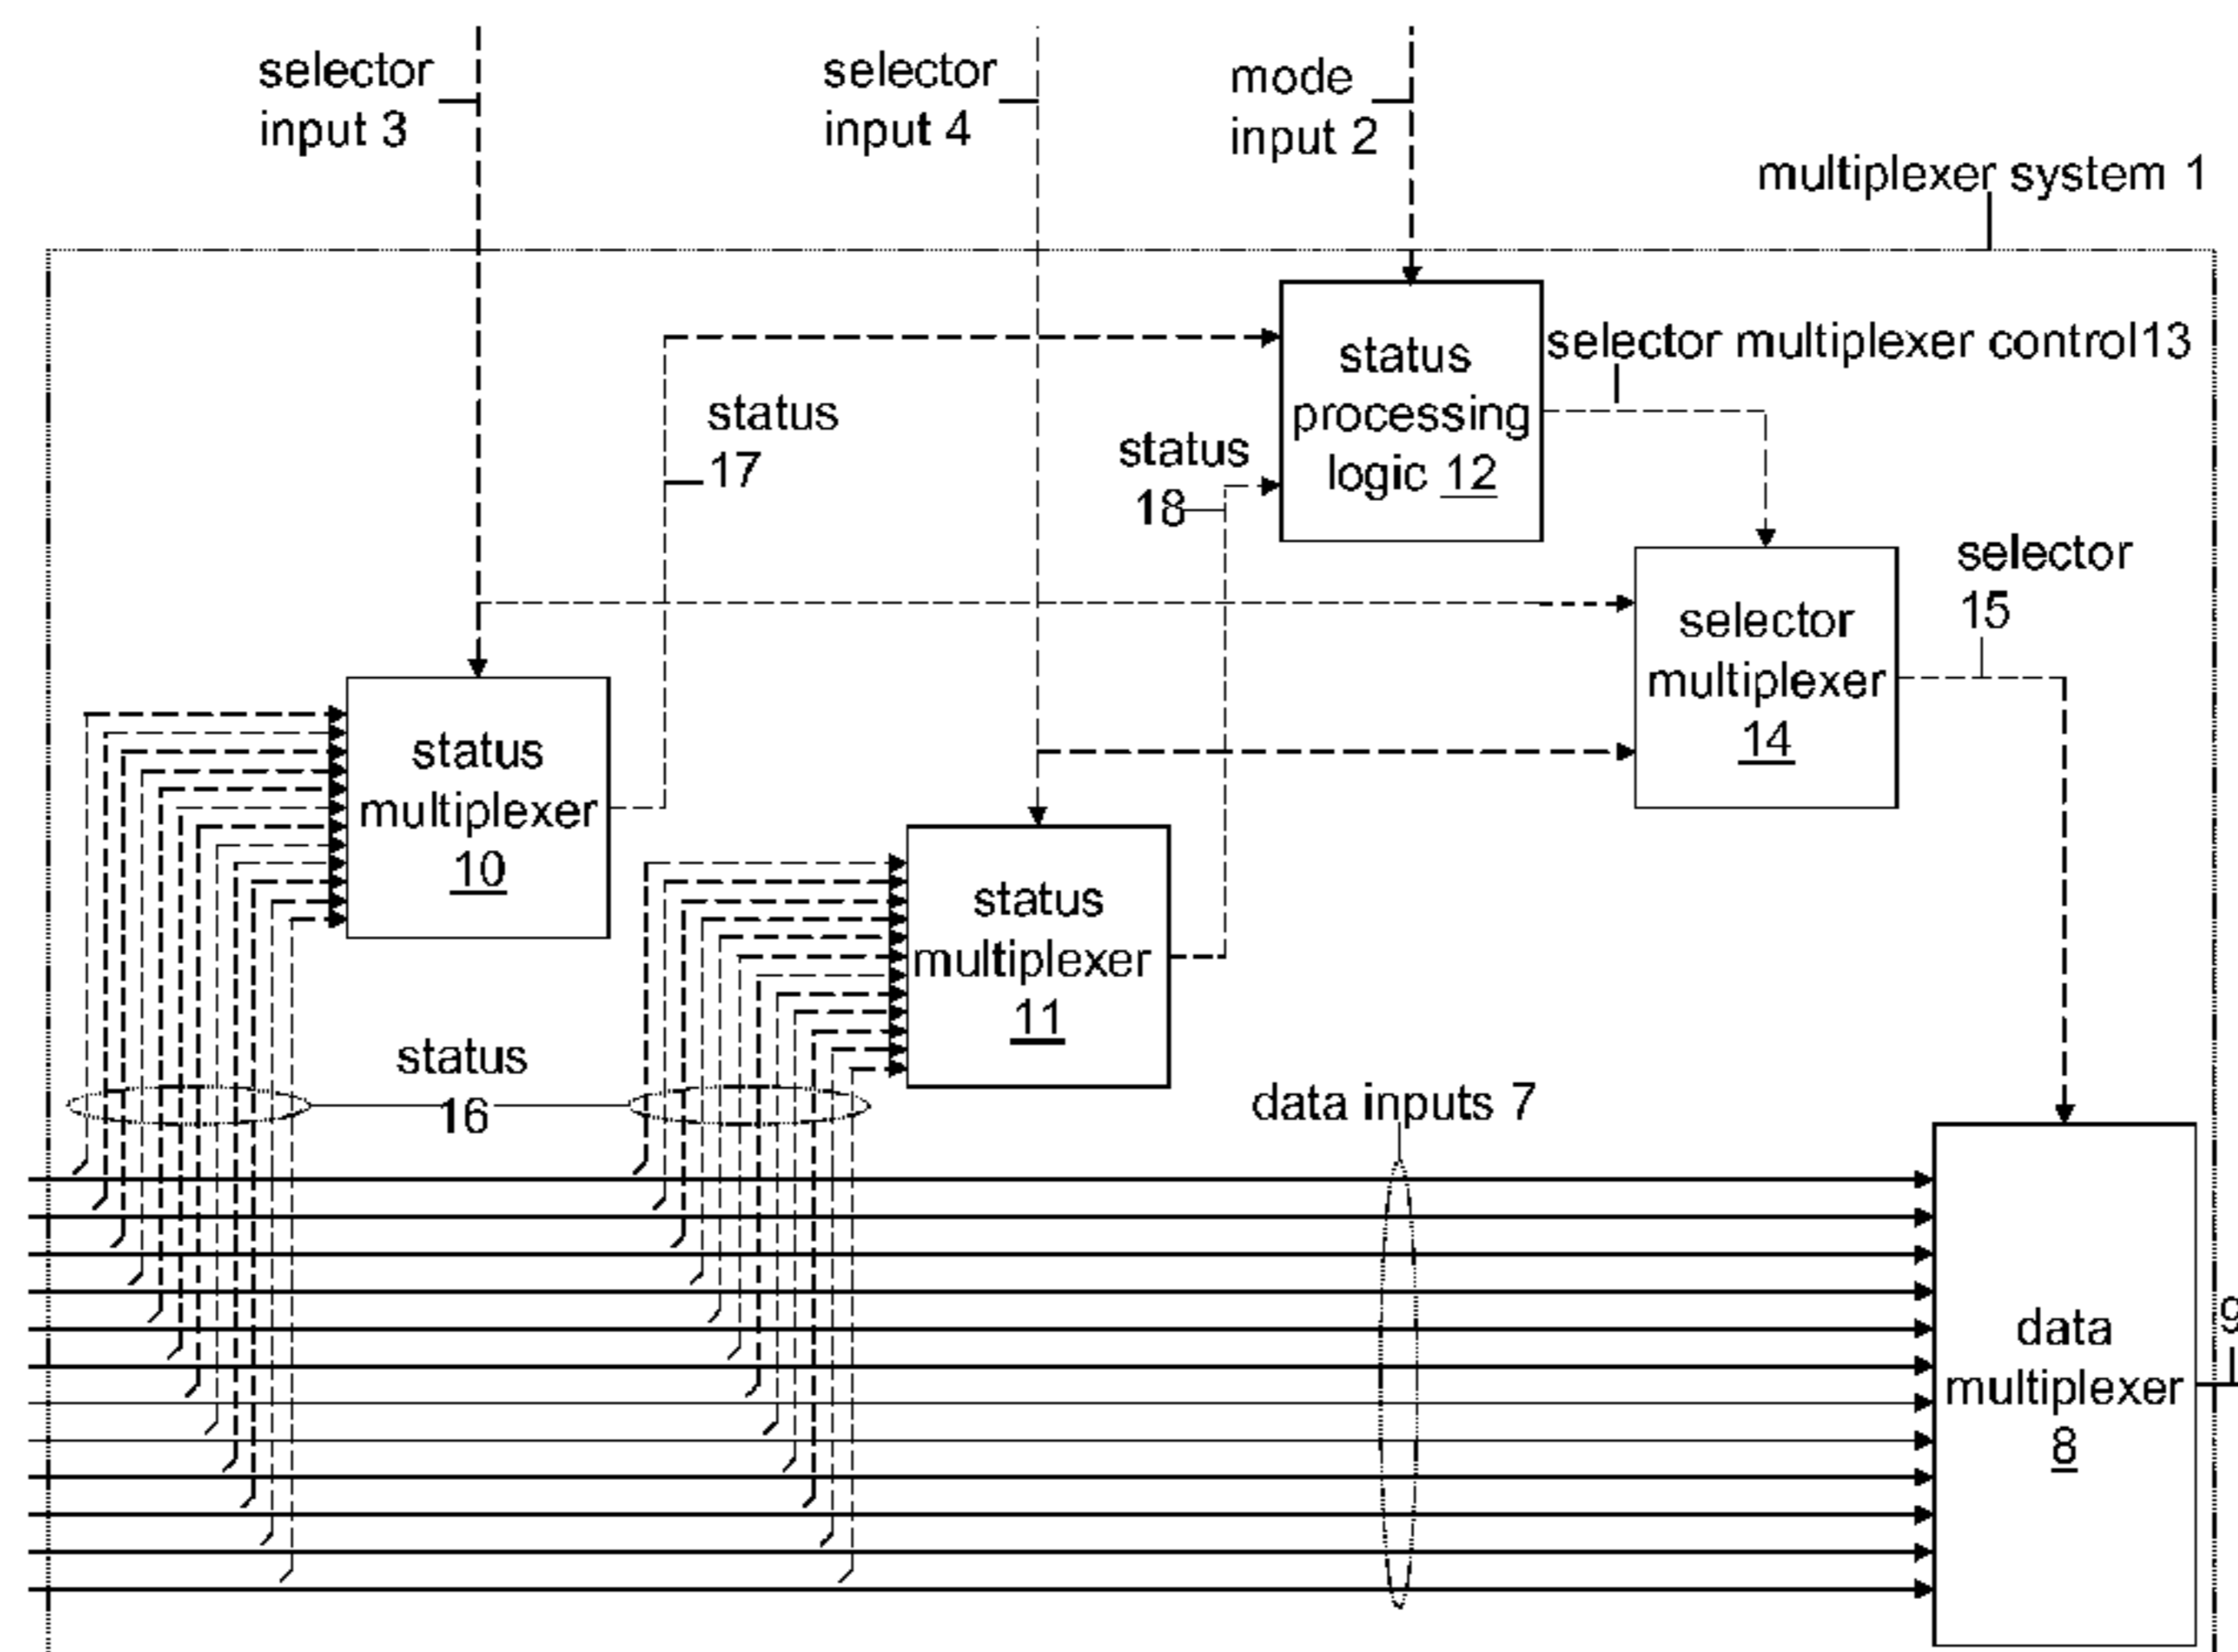 selector
input 3
selector
input 4
mode
input 2
multiplexer system 1
status
processing
logic 12
selector multiplexer control13
status
17
status
18
selector
15
selector
multiplexer
14
status
multiplexer
10
status
multiplexer
11
status
16
data inputs 7
data
multiplexer
8
9